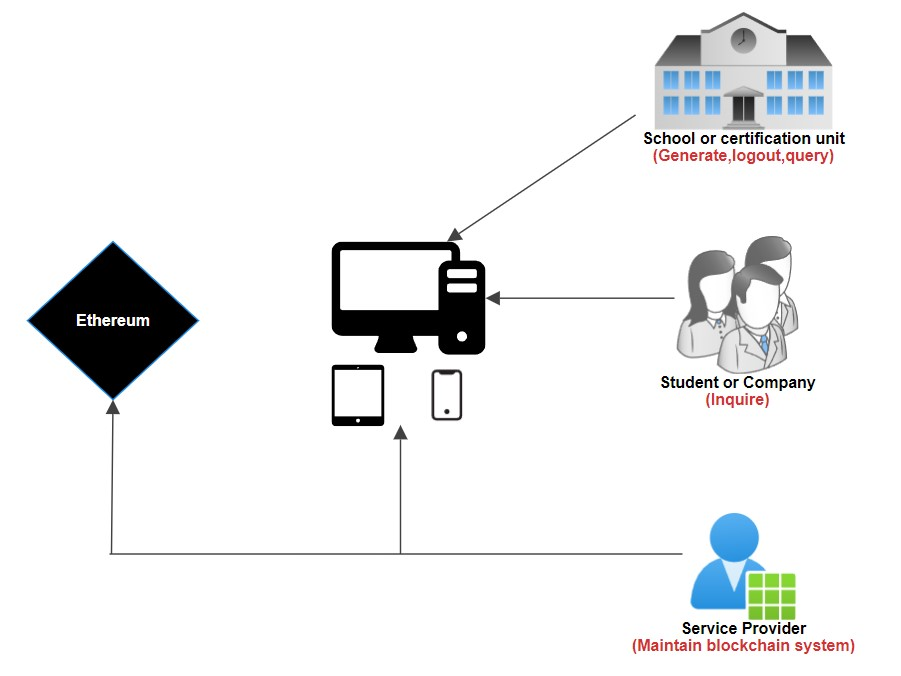 School or certification unit
(Generate,logout,query)
Ethereum
Student or Company
(Inquire)
Service Provider
(Maintain blockchain system)